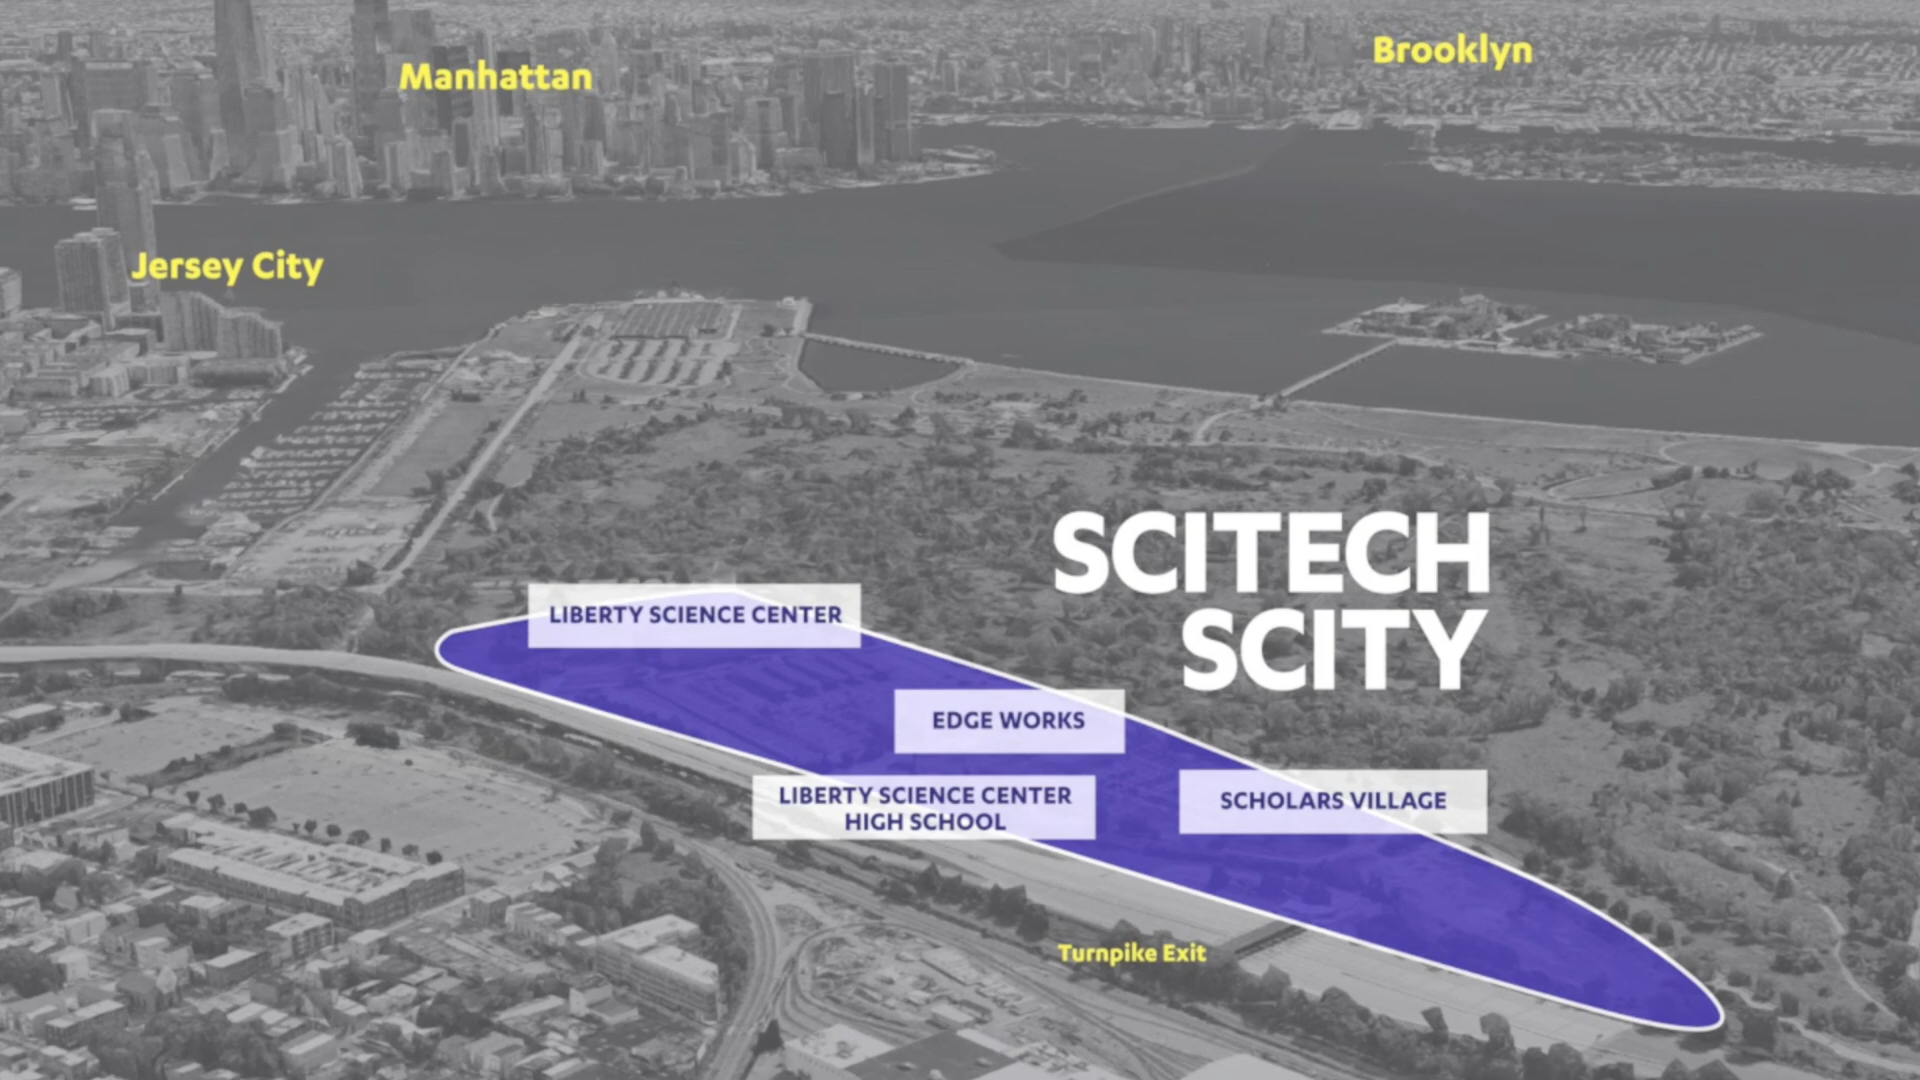 Manhattan
Brooklyn
Jersey City
SCITECH
SCITY
LIBERTY SCIENCE CENTER
EDGE WORKS
LIBERTY SCIENCE CENTER
HIGH SCHOOL
SCHOLARS VILLAGE
Turnpike Exit